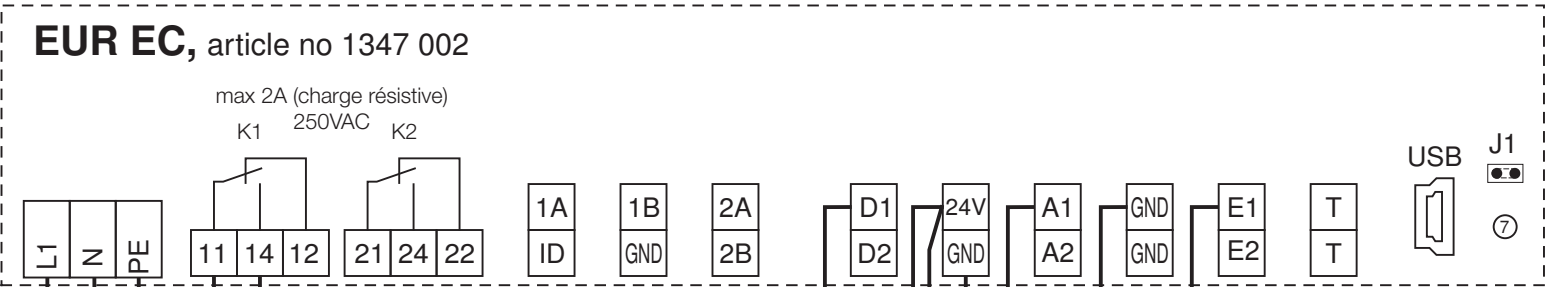 EUR EC, article no 1347 002
max 2A (charge résistive)
250VAC
K1 K2
USB J1
L1 N PE
11 14 12
21 24 22
1A 1B 2A D1 24V A1 GND E1 T
ID GND 2B D2 GND A2 GND E2 T
7